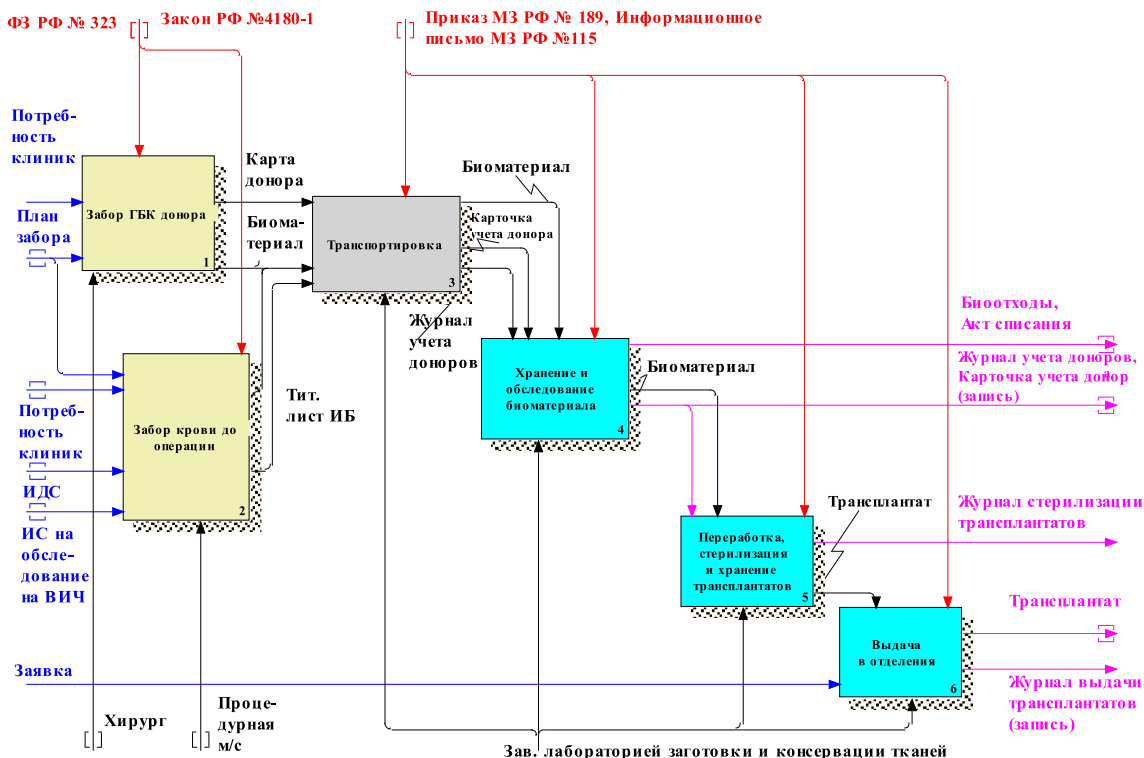 ФЗ РФ № 323
Закон РФ №4180-1
Приказ МЗ РФ № 189, Информационное
письмо МЗ РФ №115
Потреб-
ность
клиник
План
забора
Забор ГБК донора
1
Карта
донора
Биома-
териал
Транспортировка
3
Биоматериал
Карточка
учета донора
Журнал
учета
доноров
Забор крови до
операции
2
Тит.
лист ИБ
Потреб-
ность
клиник
ИДС
ИС на
обсле-
дование
на ВИЧ
Хранение и
обследование
биоматериала
4
Биоматериал
Биоотходы,
Акт списания
Журнал учета доноров,
Карточка учета донор
(запись)
Переработка,
стерилизация
и хранение
трансплантатов
5
Трансплантат
Журнал стерилизации
трансплантатов
Выдача
в отделения
6
Трансплантат
Журнал выдачи
трансплантатов
(запись)
Заявка
Хирург
Проце-
дурная
м/с
Зав. лабораторией заготовки и консервации тканей